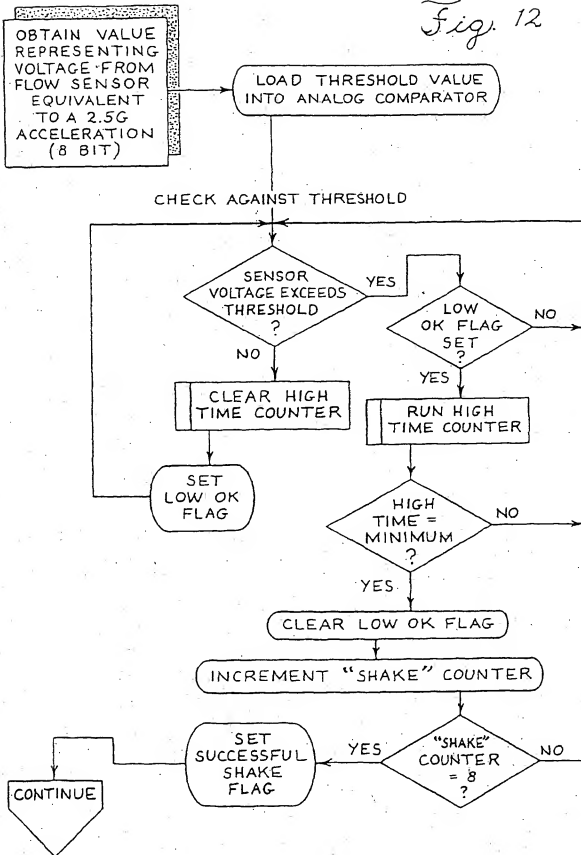 Fig. 12
OBTAIN VALUE
REPRESENTING
VOLTAGE FROM
FLOW SENSOR
EQUIVALENT
TO A 2.5G
ACCELERATION
(8 BIT)
LOAD THRESHOLD VALUE
INTO ANALOG COMPARATOR
CHECK AGAINST THRESHOLD
SENSOR
VOLTAGE EXCEEDS
THRESHOLD
?
YES
NO
LOW
OK FLAG
SET
?
NO
YES
CLEAR HIGH
TIME COUNTER
RUN HIGH
TIME COUNTER
SET
LOW OK
FLAG
HIGH
TIME =
MINIMUM
?
NO
YES
CLEAR LOW OK FLAG
INCREMENT "SHAKE" COUNTER
"SHAKE"
COUNTER
= 8
?
NO
YES
SET
SUCCESSFUL
SHAKE
FLAG
CONTINUE